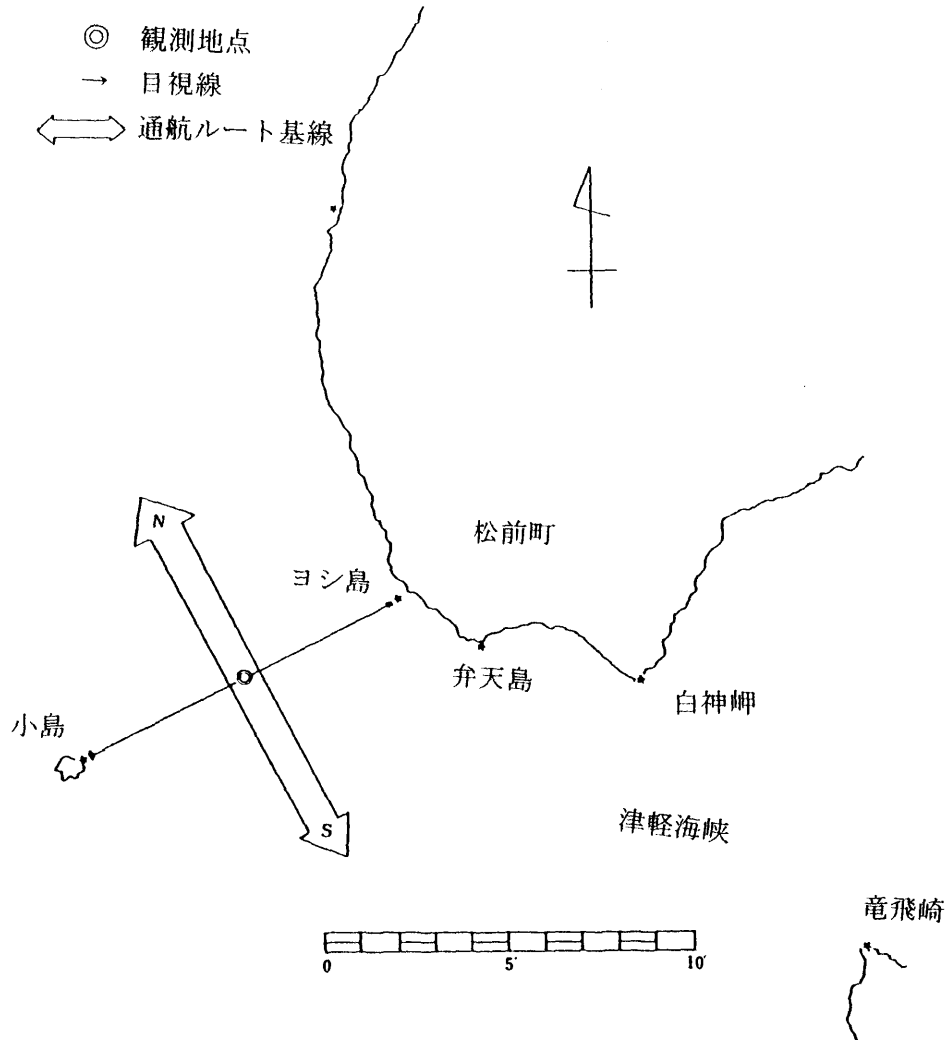 観測地点
目視線
通航ルート基線
松前町
N
ヨシ島
弁天島
白神岬
小島
S
津軽海峡
竜飛崎
0 5′ 10′